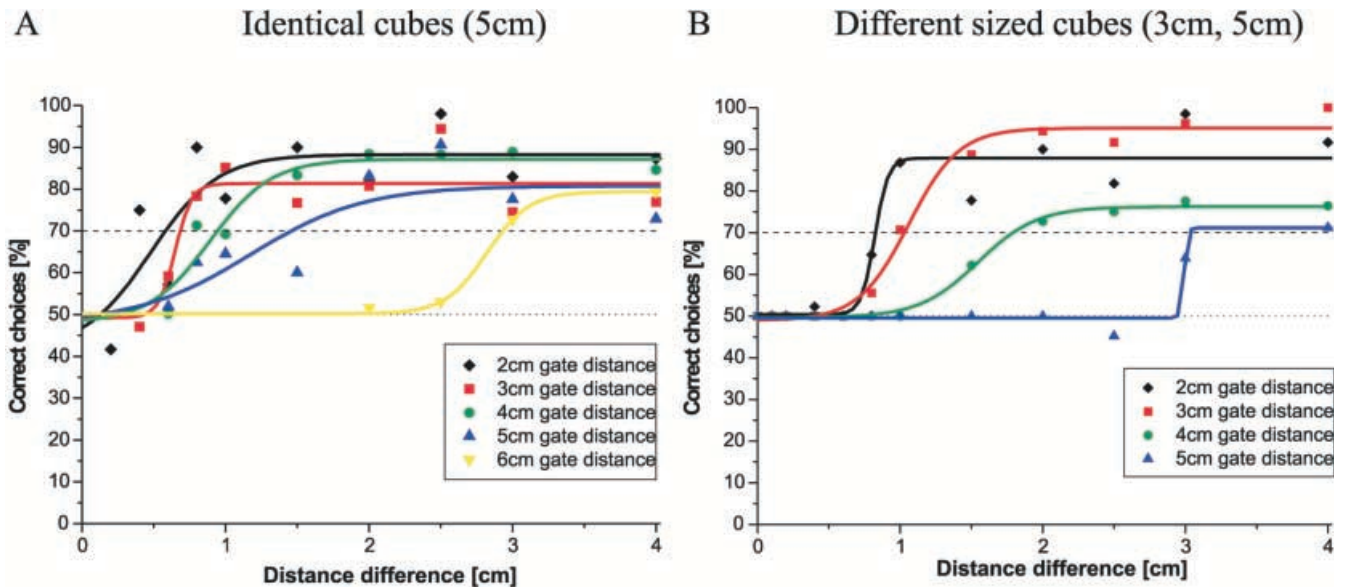 A Identical cubes (5cm)
B Different sized cubes (3cm, 5cm)
Correct choices [%]
100
90
80
70
60
50
40
30
20
10
0
2cm gate distance
3cm gate distance
4cm gate distance
5cm gate distance
6cm gate distance
0 1 2 3 4
Distance difference [cm]
Correct choices [%]
100
90
80
70
60
50
40
30
20
10
0
2cm gate distance
3cm gate distance
4cm gate distance
5cm gate distance
0 1 2 3 4
Distance difference [cm]